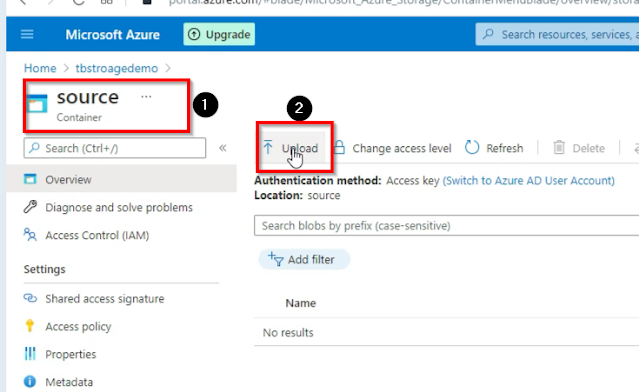 portal.azure.com/#blade/Microsoft_Azure_Storage/ContainerMenuBlade/overview/stora
Microsoft Azure
Upgrade
Search resources, services, a
Home > tbstroagedemo >
source ...
Container
1
2
Search (Ctrl+/)
«
Upload
Change access level
Refresh
Delete
Overview
Diagnose and solve problems
Access Control (IAM)
Settings
Shared access signature
Access policy
Properties
Metadata
Authentication method: Access key (Switch to Azure AD User Account)
Location: source
Search blobs by prefix (case-sensitive)
Add filter
Name
No results